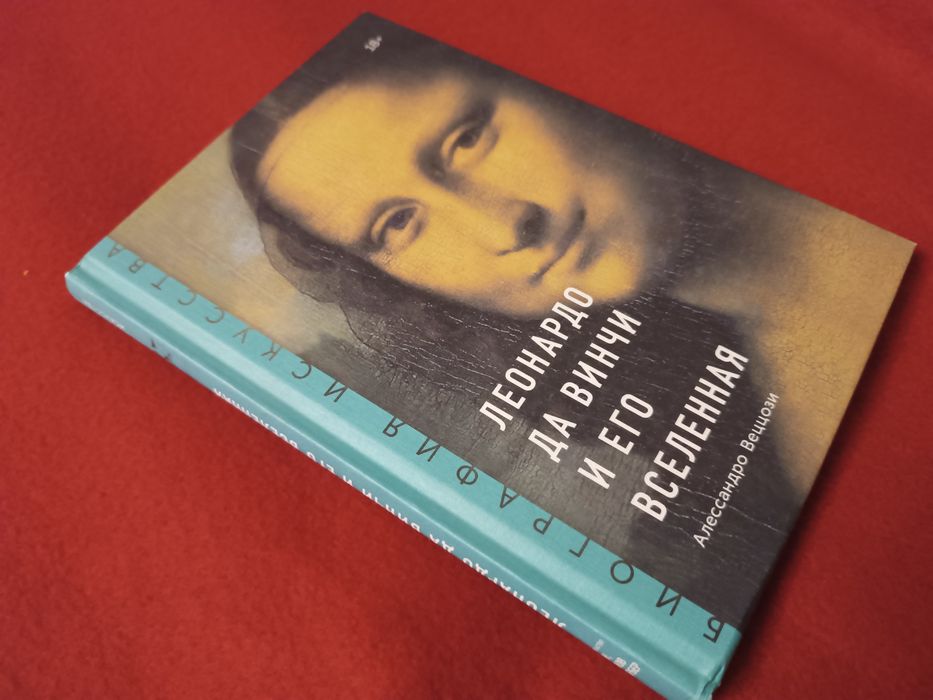 18+
ЛЕОНАРДО
ДА ВИНЧИ
И ЕГО
ВСЕЛЕННАЯ
Алессандро Веццози
БИОГРАФИЯ ИСКУССТВА
ЛЕОНАРДО ДА ВИНЧИ И ЕГО ВСЕЛЕННАЯ